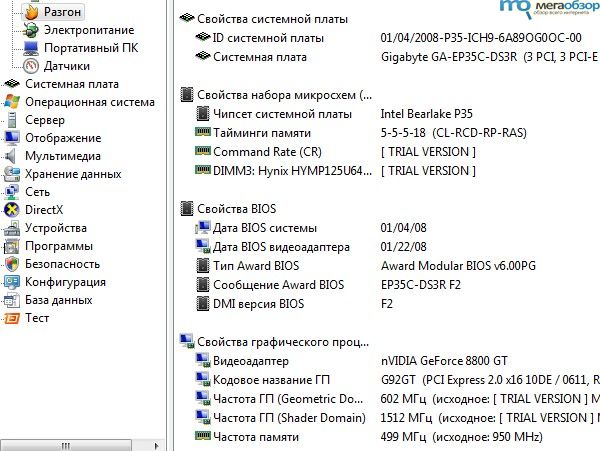 мегаобзор
обзор всего интернета
Разгон
Электропитание
Портативный ПК
Датчики
Системная плата
Операционная система
Сервер
Отображение
Мультимедиа
Хранение данных
Сеть
DirectX
Устройства
Программы
Безопасность
Конфигурация
База данных
Тест
Свойства системной платы
ID системной платы 01/04/2008-P35-ICH9-6A89OG0OC-00
Системная плата Gigabyte GA-EP35C-DS3R (3 PCI, 3 PCI-E
Свойства набора микросхем (...
Чипсет системной платы Intel Bearlake P35
Тайминги памяти 5-5-5-18 (CL-RCD-RP-RAS)
Command Rate (CR) [ TRIAL VERSION ]
DIMM3: Hynix HYMP125U64... [ TRIAL VERSION ]
Свойства BIOS
Дата BIOS системы 01/04/08
Дата BIOS видеоадаптера 01/22/08
Тип Award BIOS Award Modular BIOS v6.00PG
Сообщение Award BIOS EP35C-DS3R F2
DMI версия BIOS F2
Свойства графического проц...
Видеоадаптер nVIDIA GeForce 8800 GT
Кодовое название ГП G92GT (PCI Express 2.0 x16 10DE / 0611, R
Частота ГП (Geometric Do... 602 МГц (исходное: [ TRIAL VERSION ] М
Частота ГП (Shader Domain) 1512 МГц (исходное: [ TRIAL VERSION ]
Частота памяти 499 МГц (исходное: 950 MHz)